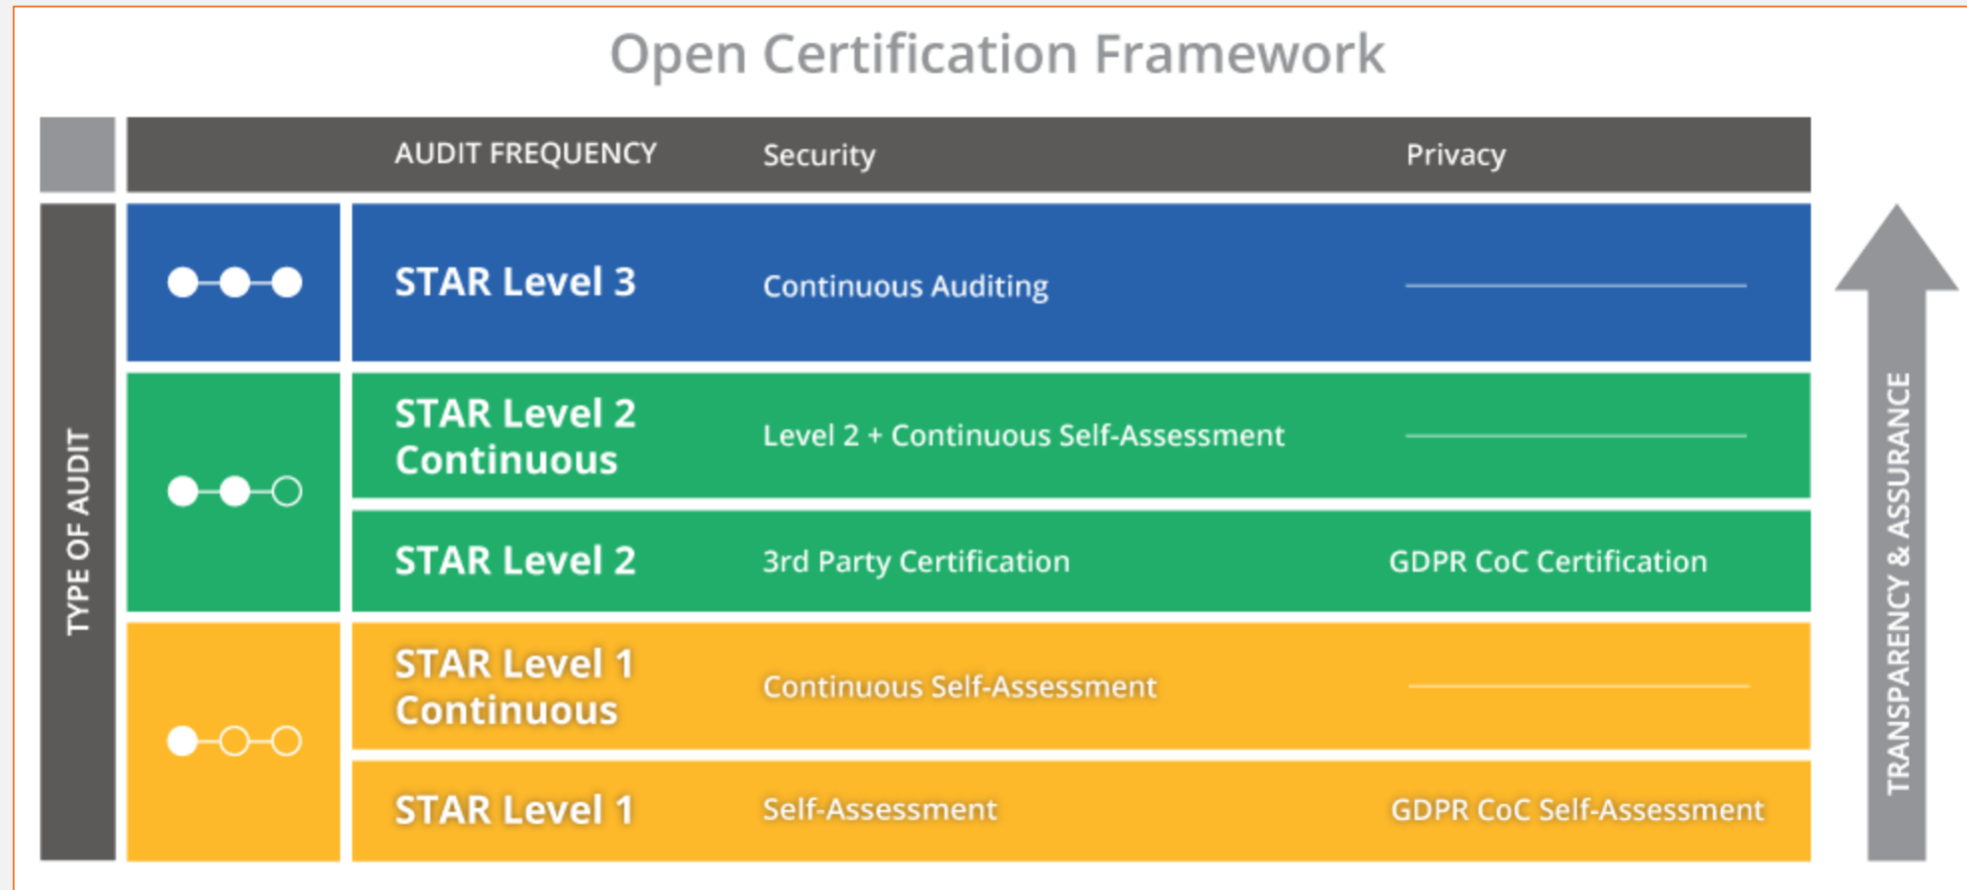 Open Certification Framework
AUDIT FREQUENCY Security Privacy
TYPE OF AUDIT
STAR Level 3 Continuous Auditing
STAR Level 2
Continuous
Level 2 + Continuous Self-Assessment
STAR Level 2 3rd Party Certification GDPR CoC Certification
STAR Level 1
Continuous
Continuous Self-Assessment
STAR Level 1 Self-Assessment GDPR CoC Self-Assessment
TRANSPARENCY & ASSURANCE